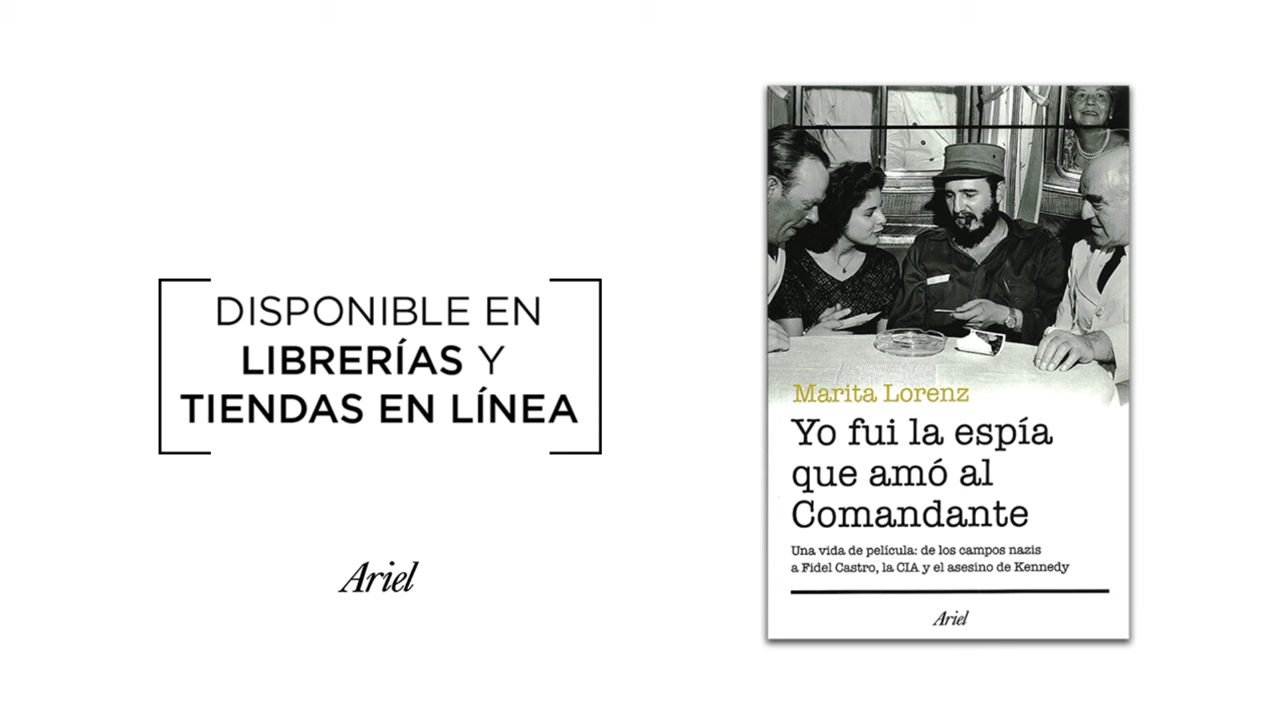 DISPONIBLE EN
LIBRERÍAS Y
TIENDAS EN LÍNEA
Ariel
Marita Lorenz
Yo fui la espía
que amó al
Comandante
Una vida de película: de los campos nazis
a Fidel Castro, la CIA y el asesino de Kennedy
Ariel